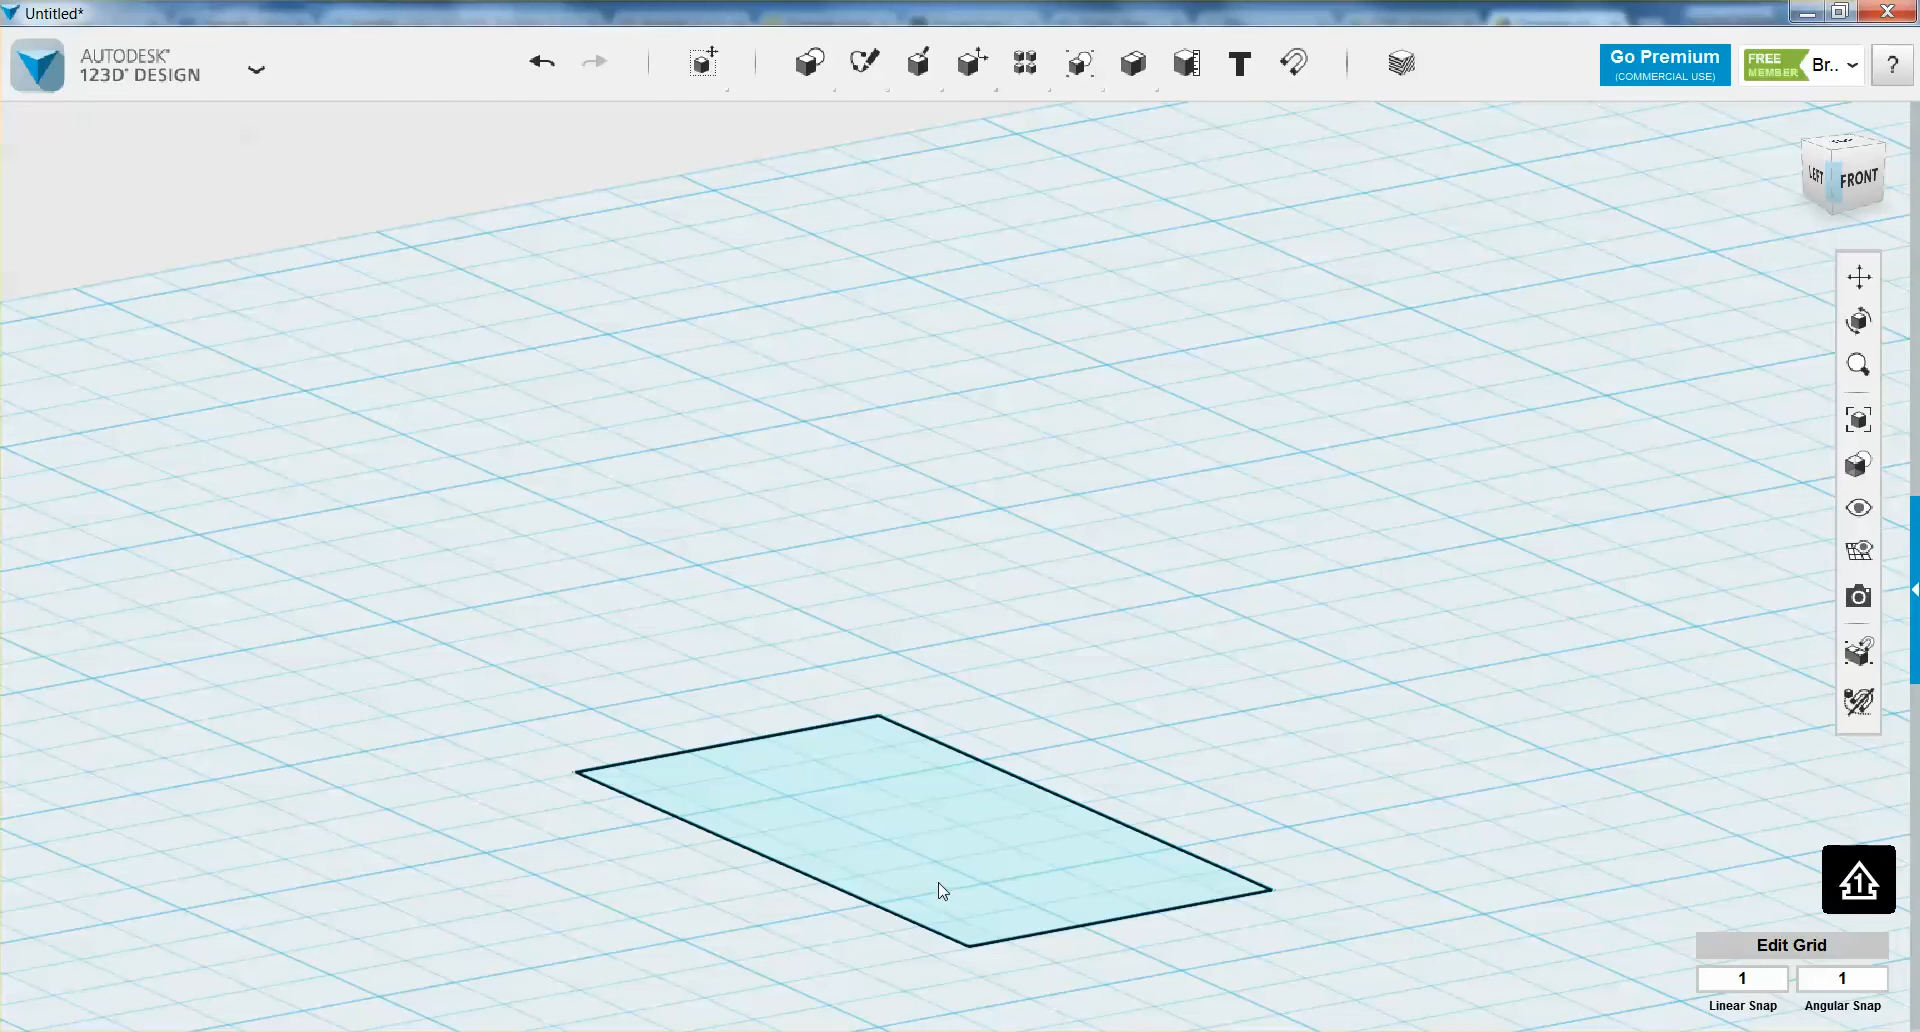 Untitled*
AUTODESK®
123D® DESIGN
T
Go Premium
(COMMERCIAL USE)
FREE
MEMBER
Br..
?
LEFT
FRONT
1
Edit Grid
1
1
Linear Snap
Angular Snap